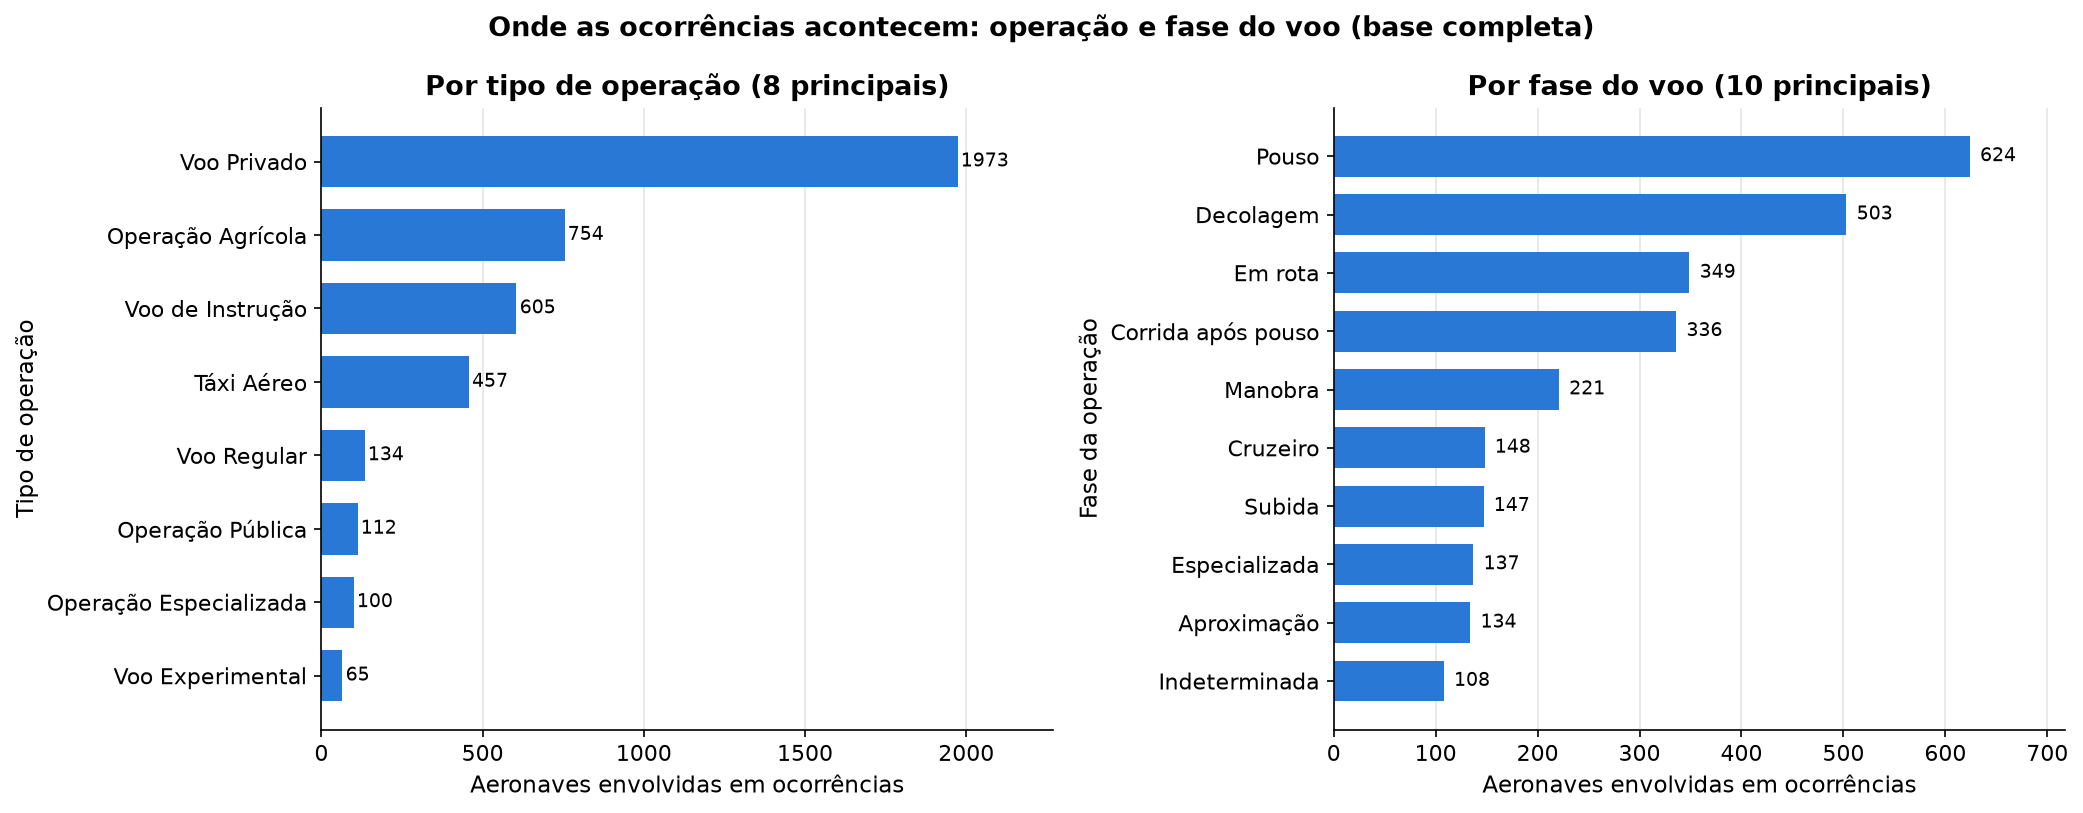 Onde as ocorrências acontecem: operação e fase do voo (base completa)
Por tipo de operação (8 principais)
Tipo de operação
Voo Privado 1973
Operação Agrícola 754
Voo de Instrução 605
Táxi Aéreo 457
Voo Regular 134
Operação Pública 112
Operação Especializada 100
Voo Experimental 65
0 500 1000 1500 2000
Aeronaves envolvidas em ocorrências
Por fase do voo (10 principais)
Fase da operação
Pouso 624
Decolagem 503
Em rota 349
Corrida após pouso 336
Manobra 221
Cruzeiro 148
Subida 147
Especializada 137
Aproximação 134
Indeterminada 108
0 100 200 300 400 500 600 700
Aeronaves envolvidas em ocorrências